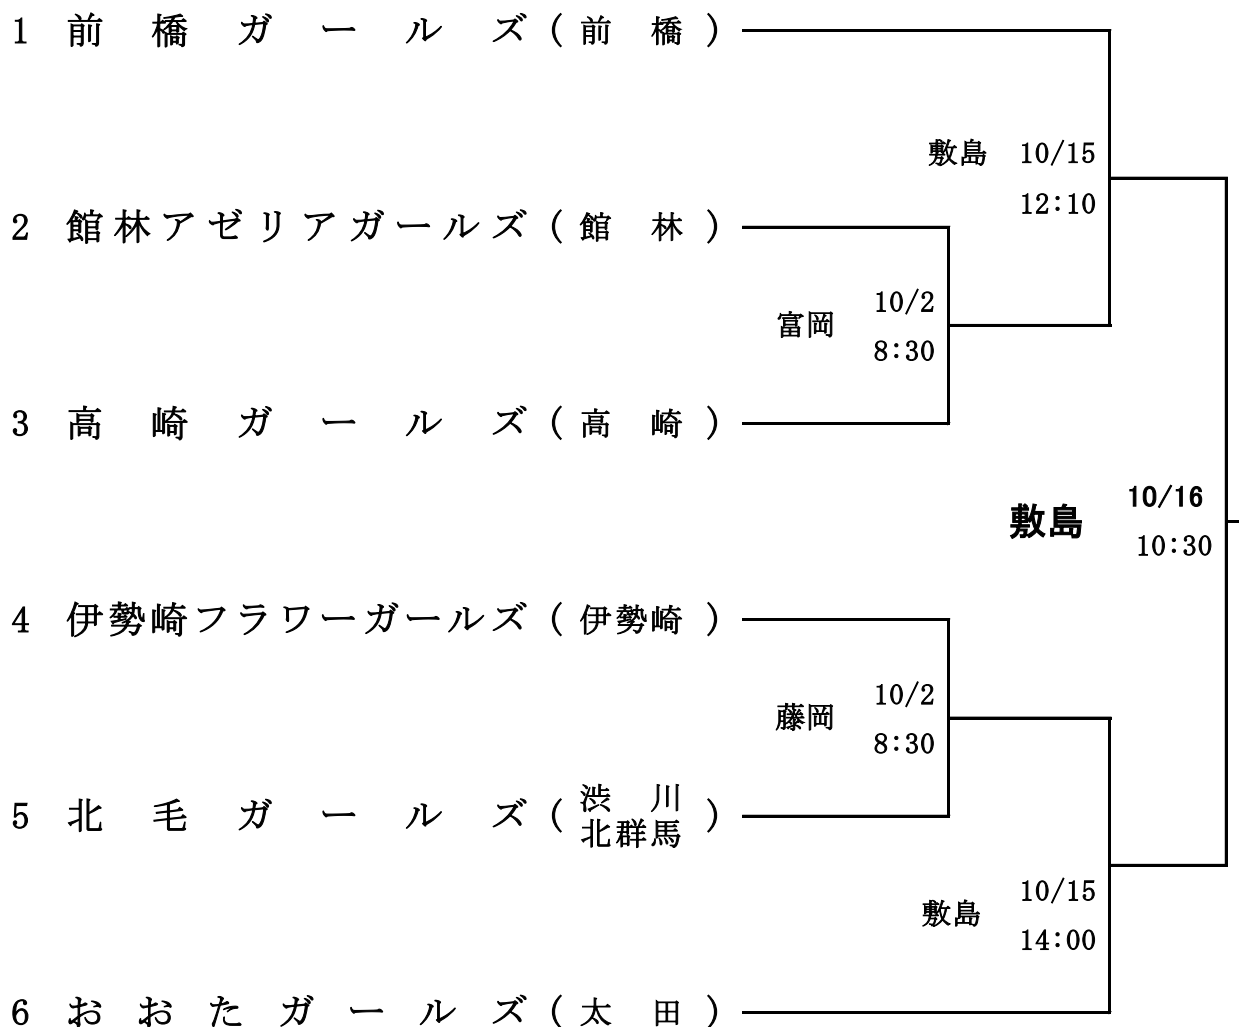 1 前橋ガールズ(前橋)
敷島 10/15
12:10
2 館林アゼリアガールズ(館林)
富岡 10/2
8:30
3 高崎ガールズ(高崎)
敷島 10/16
10:30
4 伊勢崎フラワーガールズ(伊勢崎)
藤岡 10/2
8:30
5 北毛ガールズ(渋川
北群馬)
敷島 10/15
14:00
6 おおたガールズ(太田)